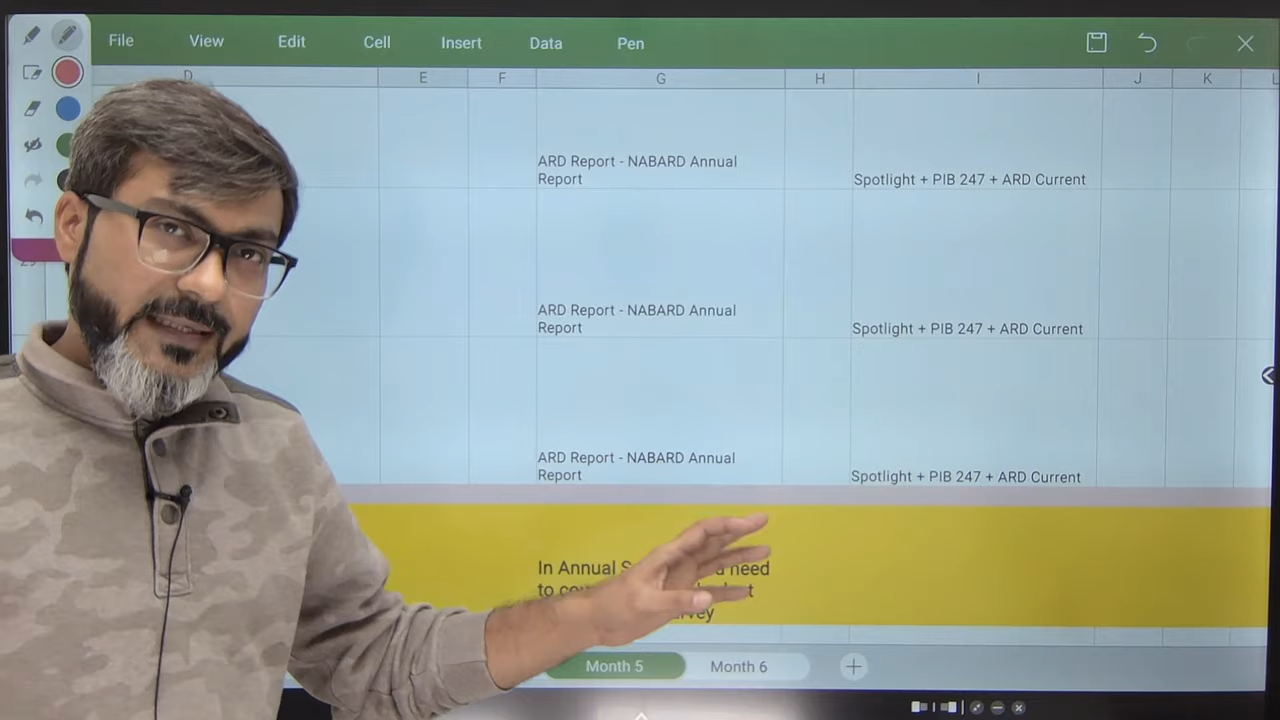 File View Edit Cell Insert Data Pen
D E F G H I J K L
ARD Report - NABARD Annual
Report
Spotlight + PIB 247 + ARD Current
ARD Report - NABARD Annual
Report
Spotlight + PIB 247 + ARD Current
ARD Report - NABARD Annual
Report
Spotlight + PIB 247 + ARD Current
In Annual need
to
Month 5 Month 6